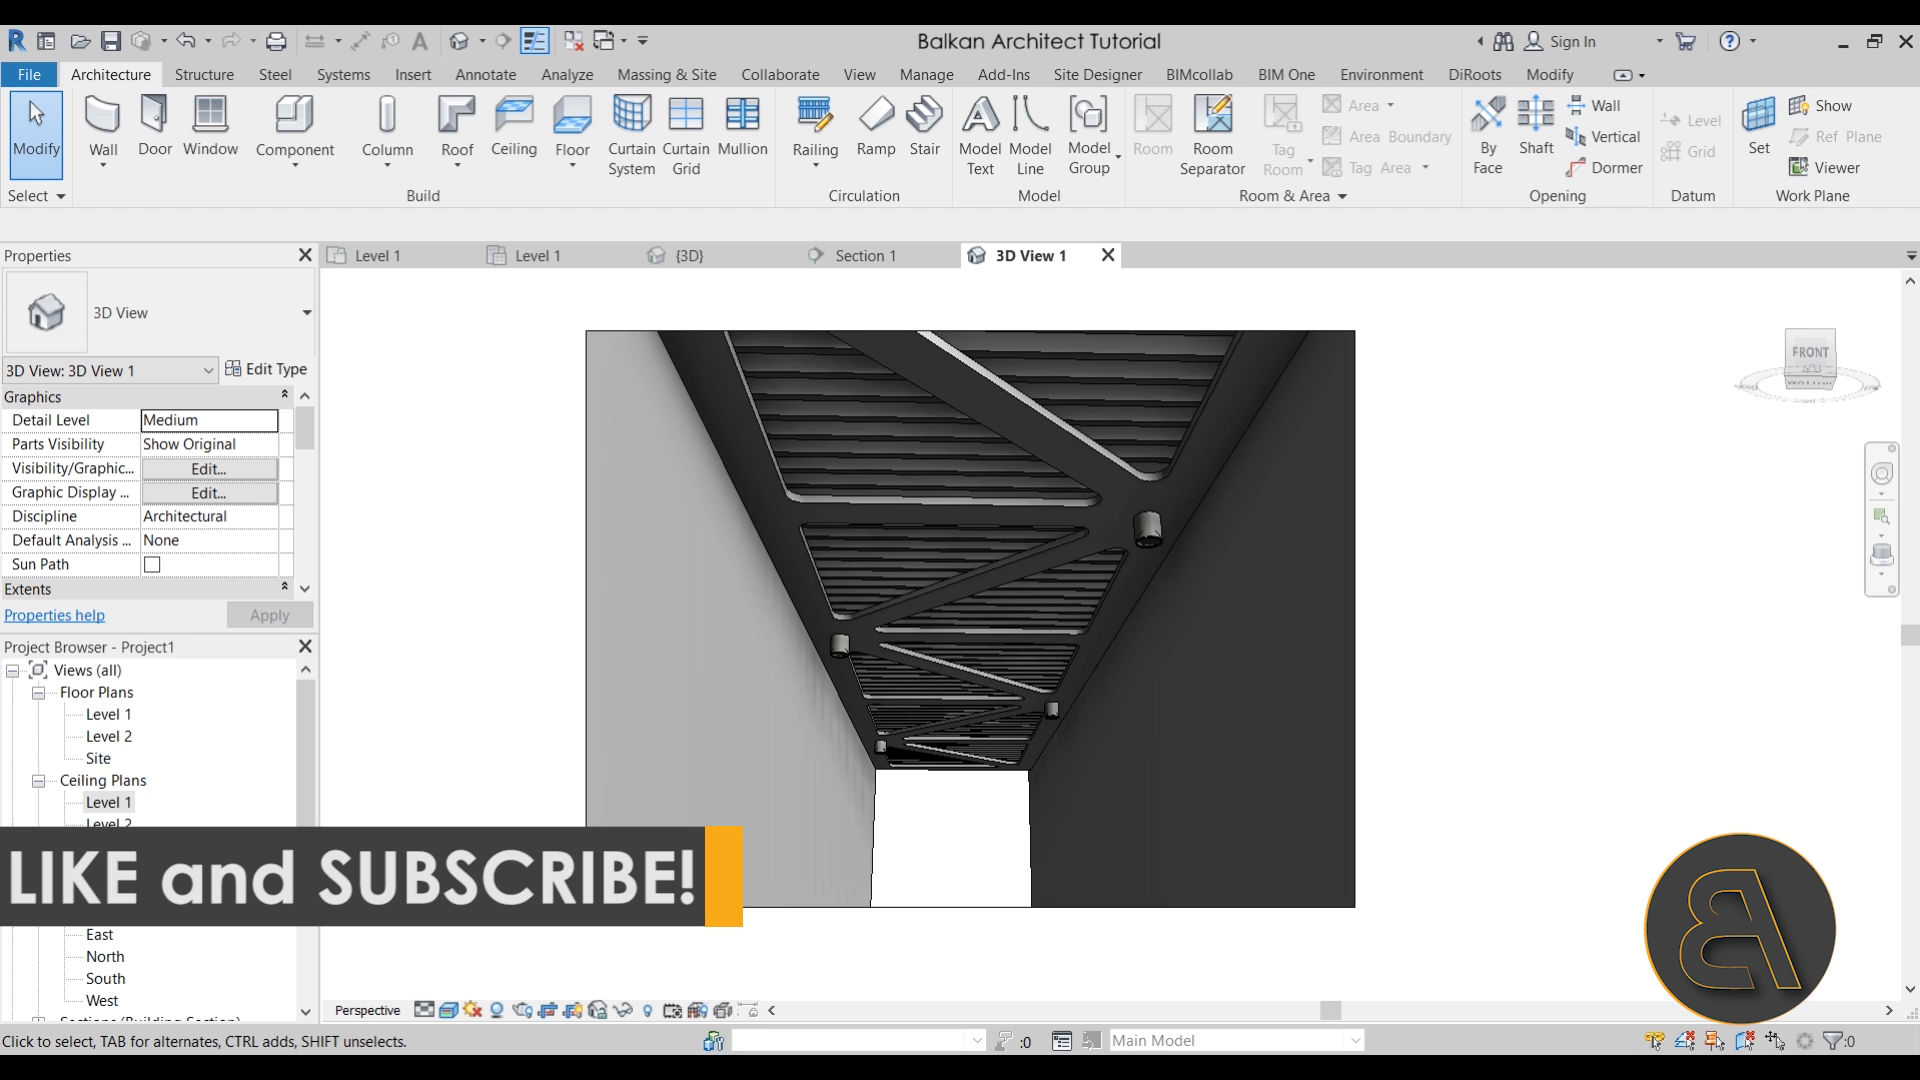 Balkan Architect Tutorial
Sign In
File Architecture Structure Steel Systems Insert Annotate Analyze Massing & Site Collaborate View Manage Add-Ins Site Designer BIMcollab BIM One Environment DiRoots Modify
Modify
Wall
Door
Window
Component
Column
Roof
Ceiling
Floor
Curtain System
Curtain Grid
Mullion
Railing
Ramp
Stair
Model Text
Model Line
Model Group
Room
Room Separator
Tag Room
Area
Area Boundary
Tag Area
By Face
Shaft
Wall
Vertical
Dormer
Level
Grid
Set
Show
Ref Plane
Viewer
Select Build Circulation Model Room & Area Opening Datum Work Plane
Properties
Level 1 Level 1 {3D} Section 1 3D View 1
3D View
3D View: 3D View 1 Edit Type
Graphics
Detail Level Medium
Parts Visibility Show Original
Visibility/Graphic... Edit...
Graphic Display ... Edit...
Discipline Architectural
Default Analysis ... None
Sun Path
Extents
Properties help Apply
FRONT
Project Browser - Project1
Views (all)
Floor Plans
Level 1
Level 2
Site
Ceiling Plans
Level 1
Level 2
LIKE and SUBSCRIBE!
East
North
South
West
Sections (Building Section)
Perspective
Click to select, TAB for alternates, CTRL adds, SHIFT unselects.
:0
Main Model
:0